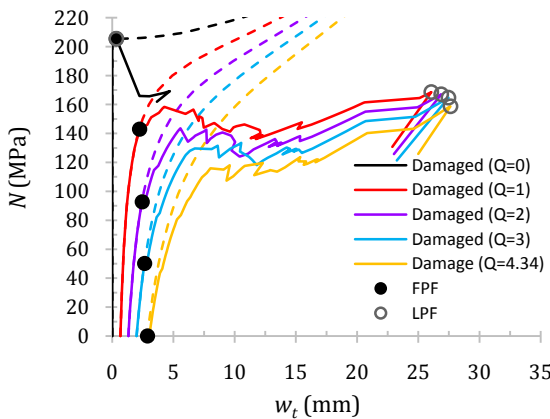 220
200
180
160
140
120
100
80
60
40
20
0
N (MPa)
0 5 10 15 20 25 30 35
w_t (mm)
Damaged (Q=0)
Damaged (Q=1)
Damaged (Q=2)
Damaged (Q=3)
Damage (Q=4.34)
FPF
LPF